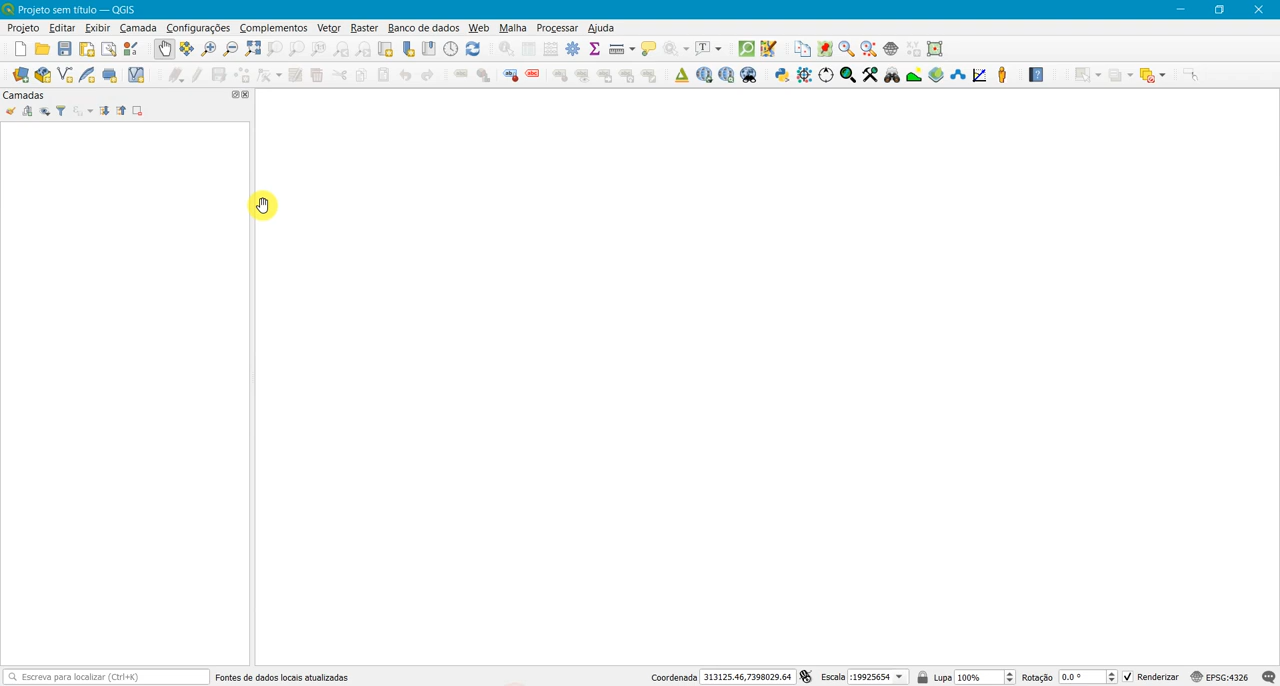 Projeto sem título — QGIS
Projeto Editar Exibir Camada Configurações Complementos Vetor Raster Banco de dados Web Malha Processar Ajuda
Camadas
Escreva para localizar (Ctrl+K) Fontes de dados locais atualizadas Coordenada 313125.46,7398029.64 Escala :19925654 Lupa 100% Rotação 0.0 ° Renderizar EPSG:4326